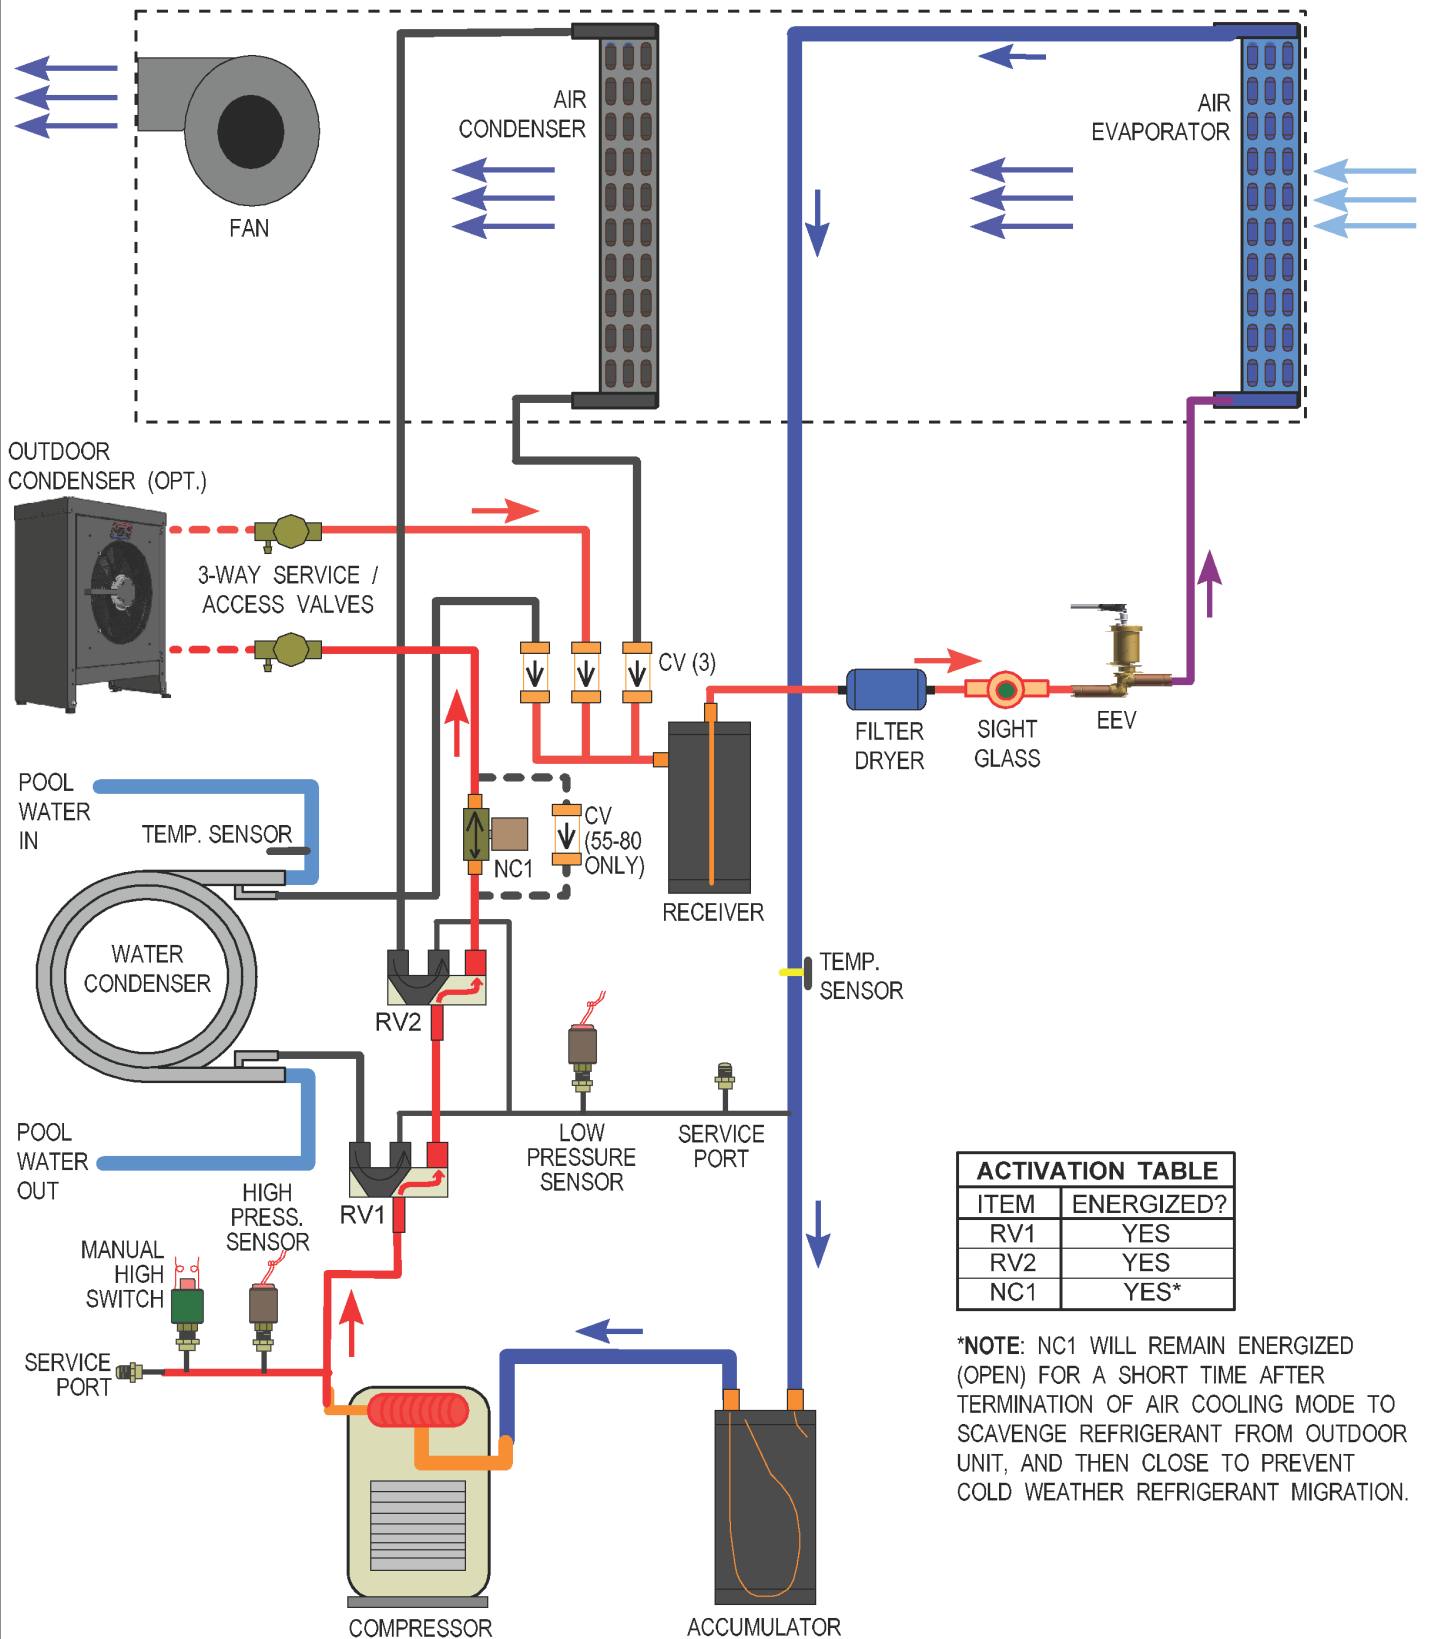 AIR
CONDENSER
AIR
EVAPORATOR
FAN
OUTDOOR
CONDENSER (OPT.)
3-WAY SERVICE /
ACCESS VALVES
CV (3)
FILTER
DRYER
SIGHT
GLASS
EEV
POOL
WATER
IN
TEMP. SENSOR
CV
(55-80
ONLY)
NC1
RECEIVER
WATER
CONDENSER
TEMP.
SENSOR
RV2
POOL
WATER
OUT
LOW
PRESSURE
SENSOR
SERVICE
PORT
HIGH
PRESS.
SENSOR
RV1
MANUAL
HIGH
SWITCH
SERVICE
PORT
ACTIVATION TABLE
ITEM ENERGIZED?
RV1 YES
RV2 YES
NC1 YES*
*NOTE: NC1 WILL REMAIN ENERGIZED
(OPEN) FOR A SHORT TIME AFTER
TERMINATION OF AIR COOLING MODE TO
SCAVENGE REFRIGERANT FROM OUTDOOR
UNIT, AND THEN CLOSE TO PREVENT
COLD WEATHER REFRIGERANT MIGRATION.
COMPRESSOR
ACCUMULATOR